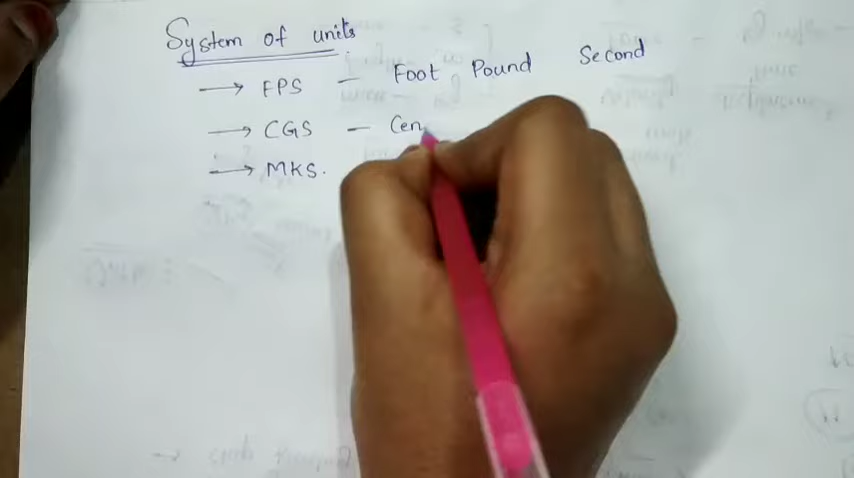 System of units
→ FPS - Foot Pound Second
→ CGS - Cen
→ MKS.